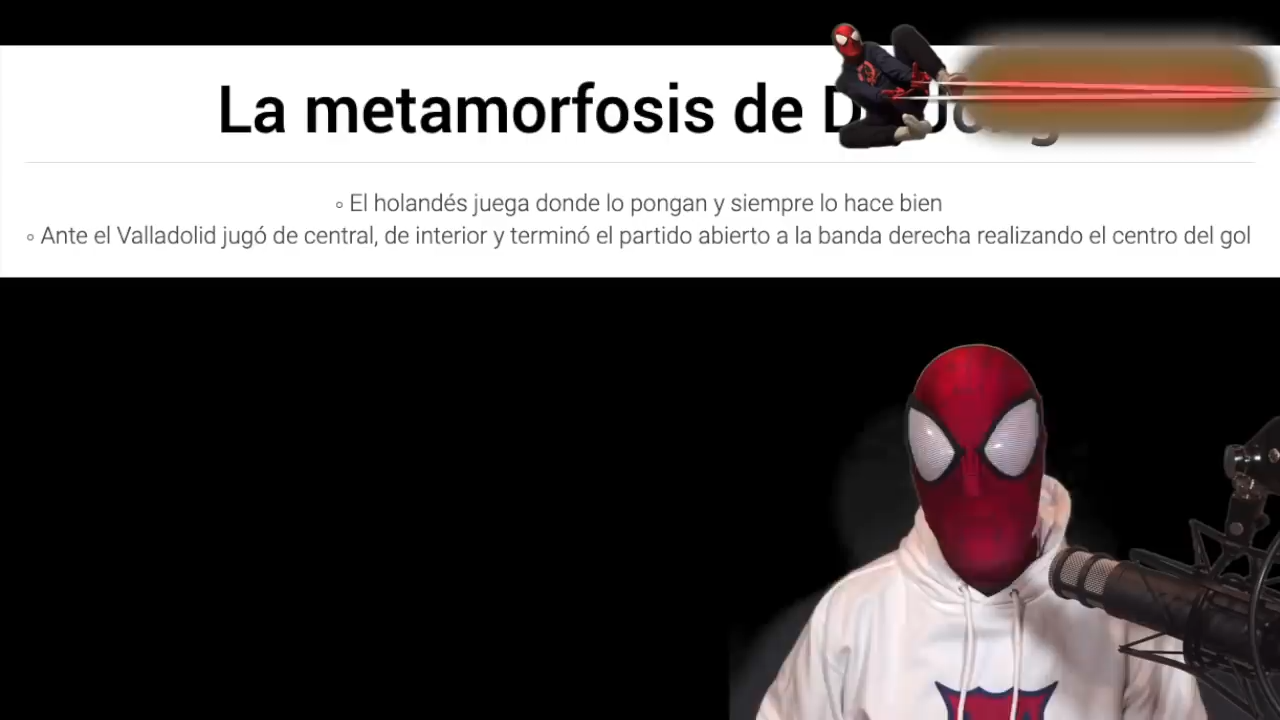 La metamorfosis de
◦ El holandés juega donde lo pongan y siempre lo hace bien
◦ Ante el Valladolid jugó de central, de interior y terminó el partido abierto a la banda derecha realizando el centro del gol